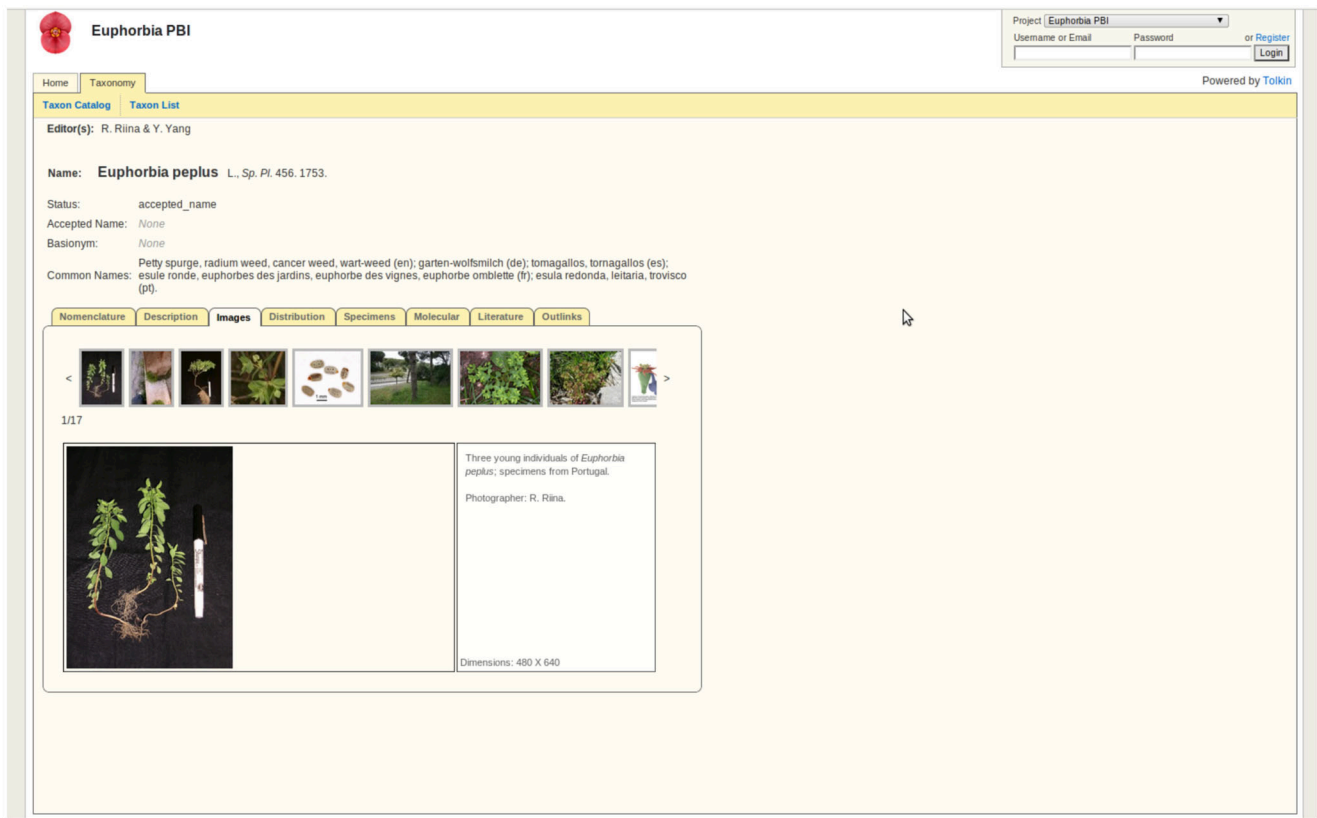 Euphorbia PBI
Project Euphorbia PBI
Username or Email Password or Register
Login
Home Taxonomy
Powered by Tolkin
Taxon Catalog Taxon List
Editor(s): R. Riina & Y. Yang
Name: Euphorbia peplus L., Sp. Pl. 456. 1753.
Status: accepted_name
Accepted Name: None
Basionym: None
Common Names: Petty spurge, radium weed, cancer weed, wart-weed (en); garten-wolfsmilch (de); tomagallos, tornagallos (es);
esule ronde, euphorbes des jardins, euphorbe des vignes, euphorbe omblette (fr); esula redonda, leitaria, trovisco
(pt).
Nomenclature Description Images Distribution Specimens Molecular Literature Outlinks
< >
1 mm
1/17
Three young individuals of Euphorbia
peplus; specimens from Portugal.
Photographer: R. Riina.
Dimensions: 480 X 640